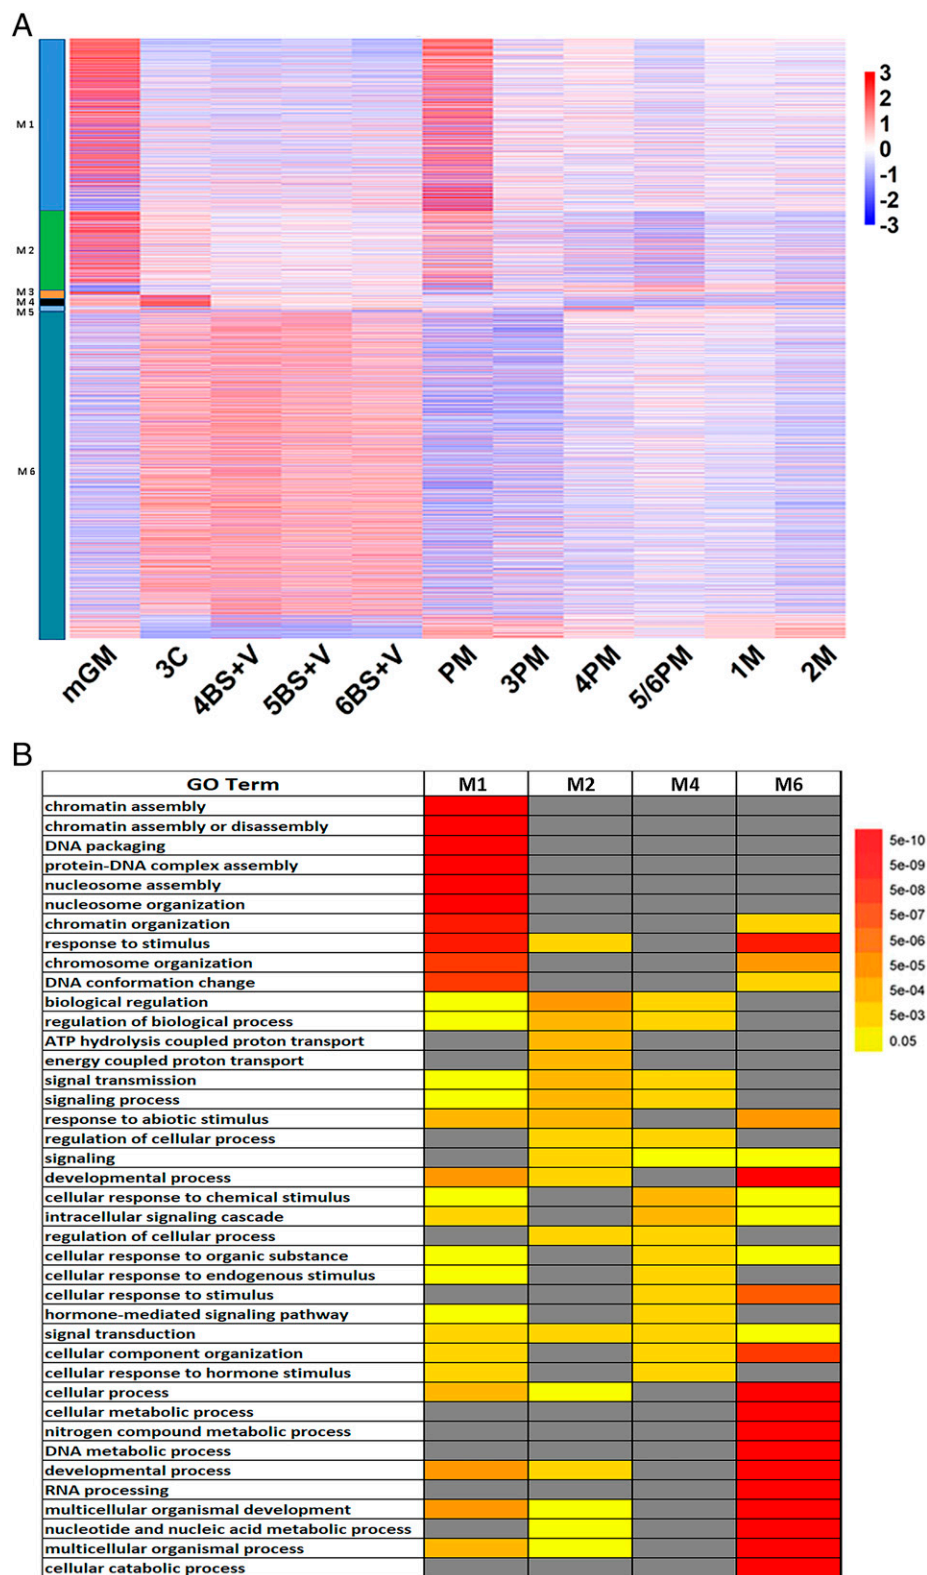 A
M 1
M 2
M 3
M 4
M 5
M 6
3
2
1
0
-1
-2
-3
mGM 3C 4BS+V 5BS+V 6BS+V PM 3PM 4PM 5/6PM 1M 2M
B
GO Term M1 M2 M4 M6
chromatin assembly
chromatin assembly or disassembly
DNA packaging
protein-DNA complex assembly
nucleosome assembly
nucleosome organization
chromatin organization
response to stimulus
chromosome organization
DNA conformation change
biological regulation
regulation of biological process
ATP hydrolysis coupled proton transport
energy coupled proton transport
signal transmission
signaling process
response to abiotic stimulus
regulation of cellular process
signaling
developmental process
cellular response to chemical stimulus
intracellular signaling cascade
regulation of cellular process
cellular response to organic substance
cellular response to endogenous stimulus
cellular response to stimulus
hormone-mediated signaling pathway
signal transduction
cellular component organization
cellular response to hormone stimulus
cellular process
cellular metabolic process
nitrogen compound metabolic process
DNA metabolic process
developmental process
RNA processing
multicellular organismal development
nucleotide and nucleic acid metabolic process
multicellular organismal process
cellular catabolic process
5e-10
5e-09
5e-08
5e-07
5e-06
5e-05
5e-04
5e-03
0.05